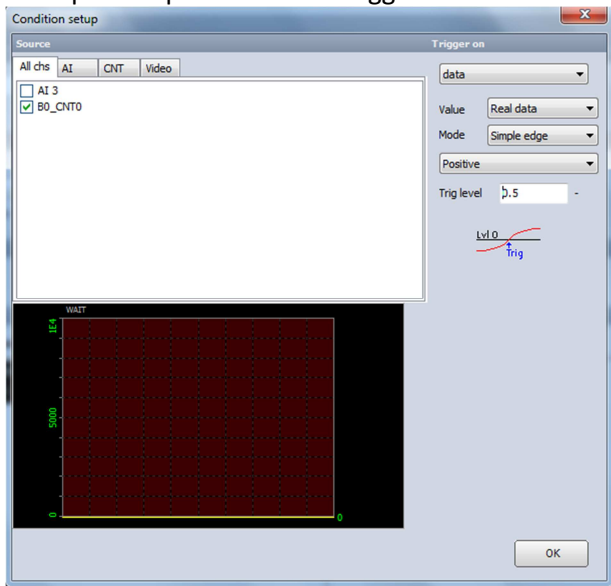 Condition setup
Source
Trigger on
All chs AI CNT Video
AI 3
B0_CNT0
data
Value Real data
Mode Simple edge
Positive
Trig level 0.5 -
Lvl 0
Trig
WAIT
1E4
5000
0
0
OK